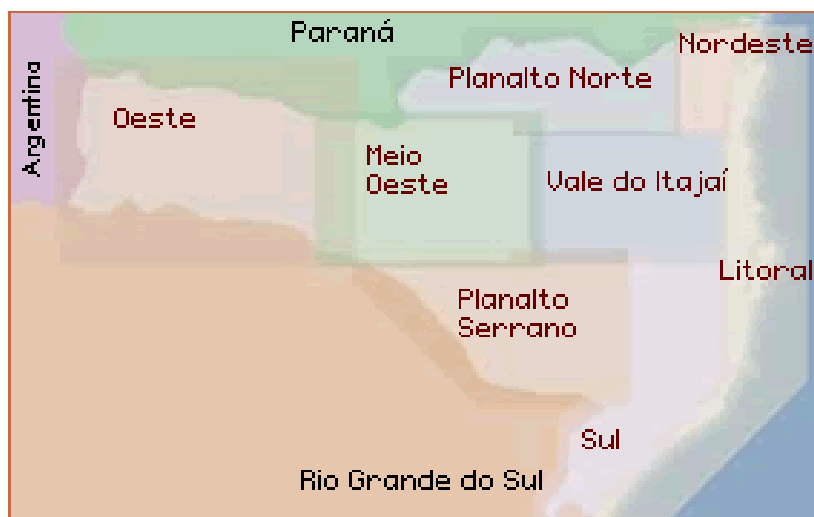 Paraná
Nordeste
Planalto Norte
Argentina
Oeste
Meio
Oeste
Vale do Itajaí
Litoral
Planalto
Serrano
Sul
Rio Grande do Sul